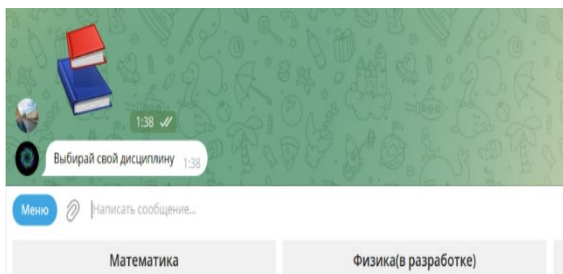 1:38
Выбирай свой дисциплину 1:38
Меню Написать сообщение...
Математика Физика(в разработке)